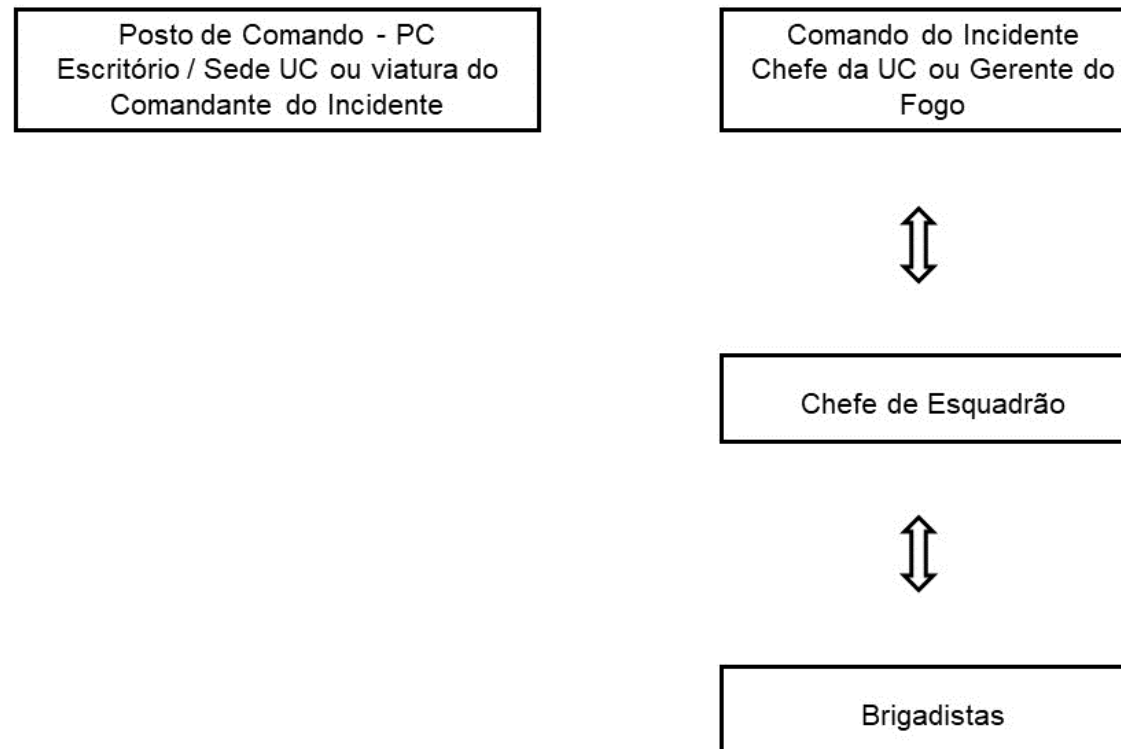 Posto de Comando - PC
Escritório / Sede UC ou viatura do
Comandante do Incidente
Comando do Incidente
Chefe da UC ou Gerente do
Fogo
Chefe de Esquadrão
Brigadistas